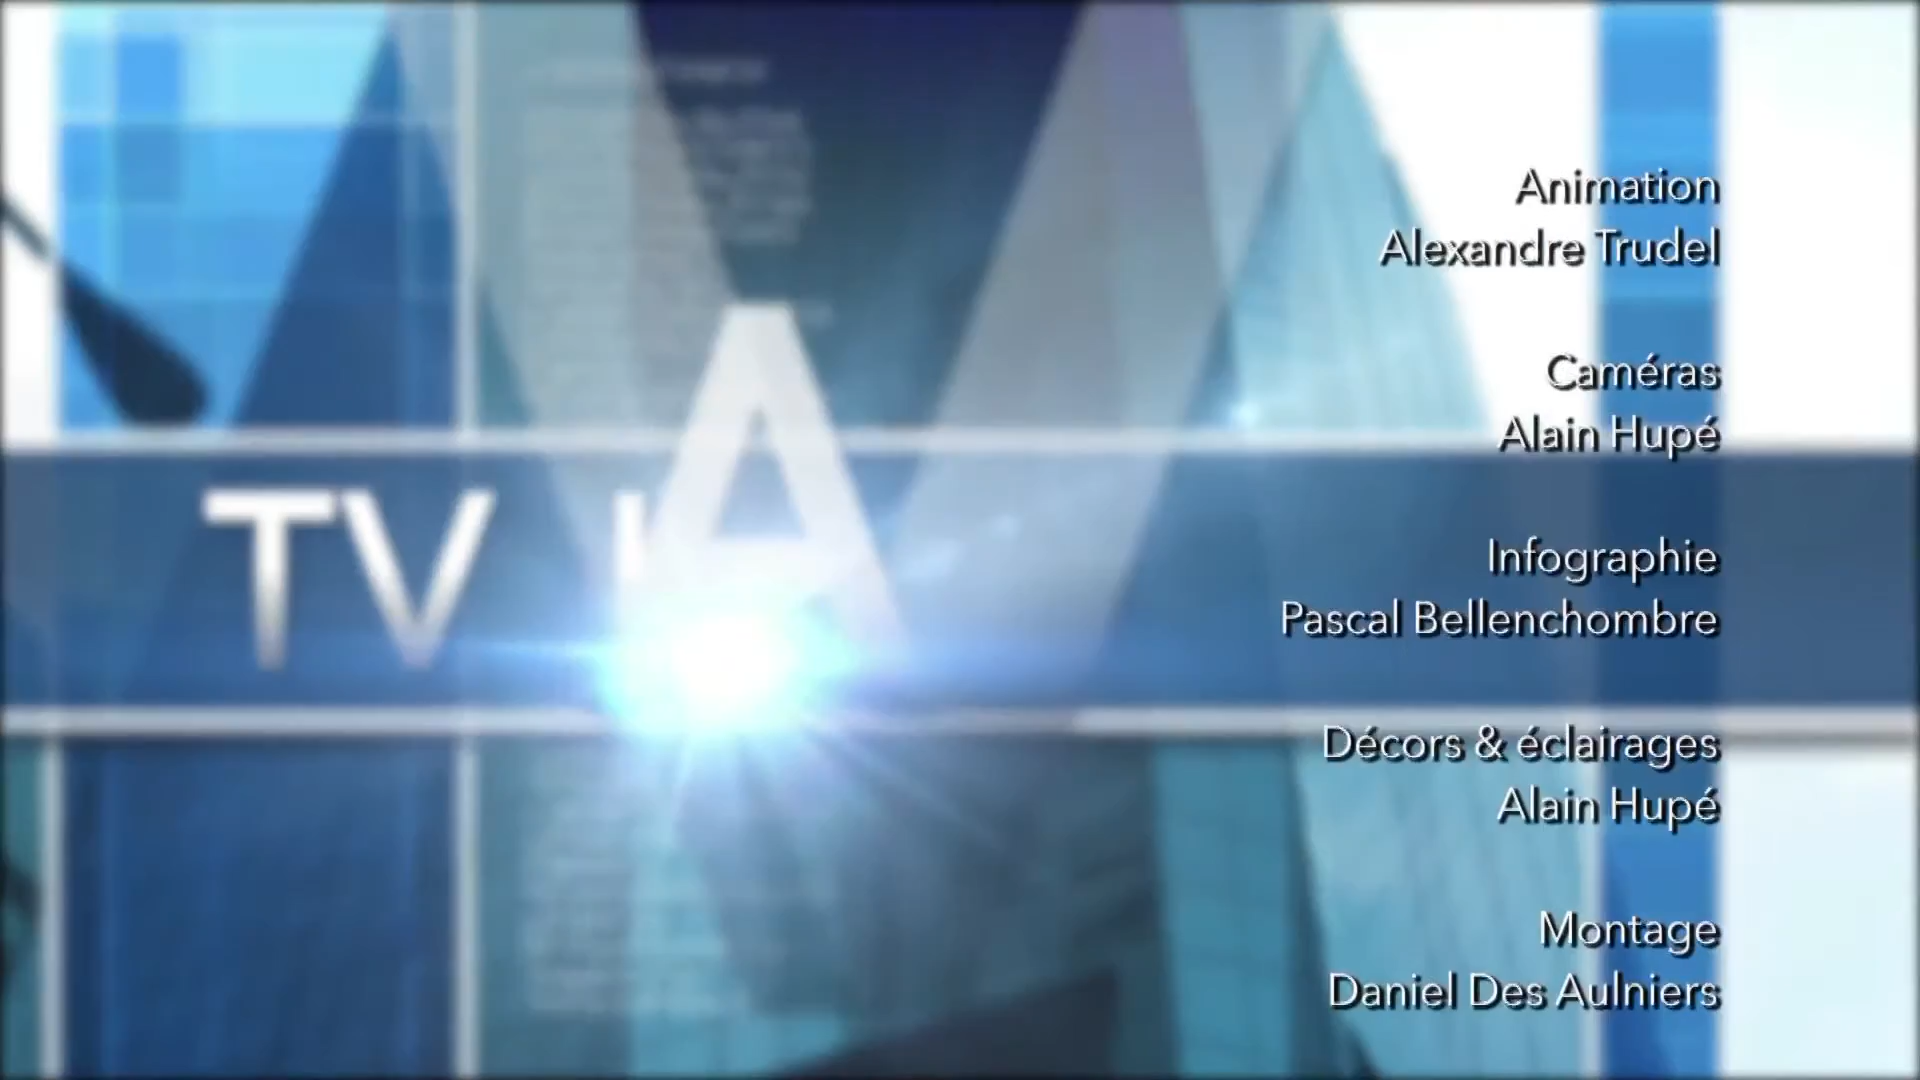 TV
A
Animation
Alexandre Trudel
Caméras
Alain Hupé
Infographie
Pascal Bellenchombre
Décors & éclairages
Alain Hupé
Montage
Daniel Des Aulniers